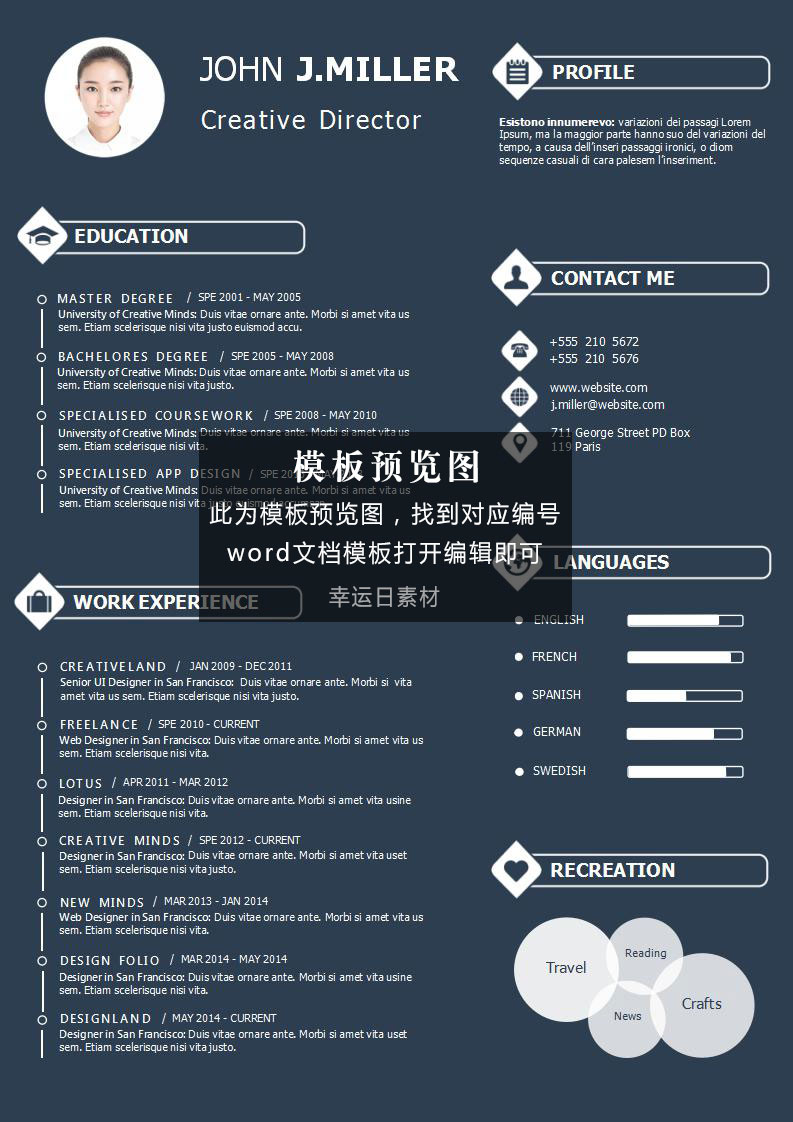 JOHN J.MILLER
Creative Director
PROFILE
Esistono innumerevo: variazioni dei passagi Lorem
Ipsum, ma la maggior parte hanno suo del variazioni del
tempo, a causa dell'inseri passaggi ironici, o diom
sequenze casuali di cara palesem l'inseriment.
EDUCATION
MASTER DEGREE / SPE 2001 - MAY 2005
University of Creative Minds: Duis vitae ornare ante. Morbi si amet vita us
sem. Etiam scelerisque nisi vita justo euismod accu.
BACHELORES DEGREE / SPE 2005 - MAY 2008
University of Creative Minds: Duis vitae ornare ante. Morbi si amet vita us
sem. Etiam scelerisque nisi vita justo.
SPECIALISED COURSEWORK / SPE 2008 - MAY 2010
University of Creative Minds: Duis vitae ornare ante. Morbi si amet vita us
sem. Etiam scelerisque nisi vita.
SPECIALISED APP DESIGN / SPE
University of Creative Minds: Duis vitae ornare ante. Morbi si amet vita us
sem. Etiam scelerisque nisi vita justo
CONTACT ME
+555 210 5672
+555 210 5676
www.website.com
j.miller@website.com
711 George Street PD Box
119 Paris
模板预览图
此为模板预览图，找到对应编号
word文档模板打开编辑即可
幸运日素材
WORK EXPERIENCE
CREATIVELAND / JAN 2009 - DEC 2011
Senior UI Designer in San Francisco: Duis vitae ornare ante. Morbi si vita
amet vita us sem. Etiam scelerisque nisi vita justo.
FREELANCE / SPE 2010 - CURRENT
Web Designer in San Francisco: Duis vitae ornare ante. Morbi si amet vita us
sem. Etiam scelerisque nisi vita.
LOTUS / APR 2011 - MAR 2012
Designer in San Francisco: Duis vitae ornare ante. Morbi si amet vita usine
sem. Etiam scelerisque nisi vita justo.
CREATIVE MINDS / SPE 2012 - CURRENT
Designer in San Francisco: Duis vitae ornare ante. Morbi si amet vita uset
sem. Etiam scelerisque nisi vita justo.
NEW MINDS / MAR 2013 - JAN 2014
Web Designer in San Francisco: Duis vitae ornare ante. Morbi si amet vita us
sem. Etiam scelerisque nisi vita.
DESIGN FOLIO / MAR 2014 - MAY 2014
Designer in San Francisco: Duis vitae ornare ante. Morbi si amet vita usine
sem. Etiam scelerisque nisi vita.
DESIGNLAND / MAY 2014 - CURRENT
Designer in San Francisco: Duis vitae ornare ante. Morbi si amet vita uset
sem. Etiam scelerisque nisi vita justo.
LANGUAGES
ENGLISH
FRENCH
SPANISH
GERMAN
SWEDISH
RECREATION
Travel
Reading
News
Crafts